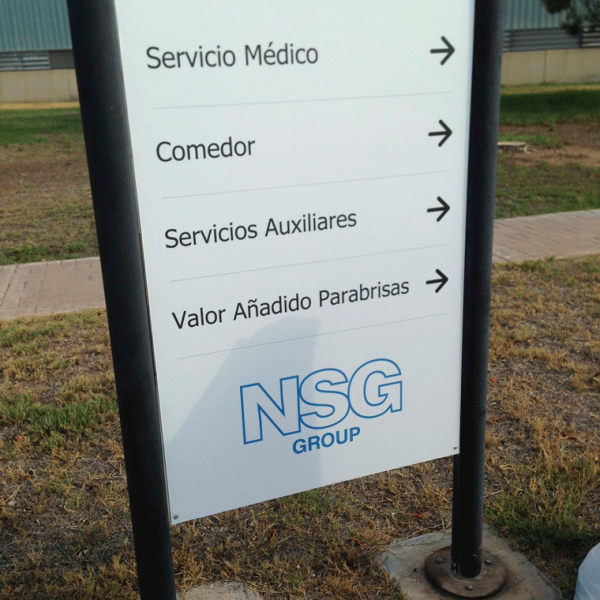 Servicio Médico →
Comedor →
Servicios Auxiliares →
Valor Añadido Parabrisas →
NSG
GROUP